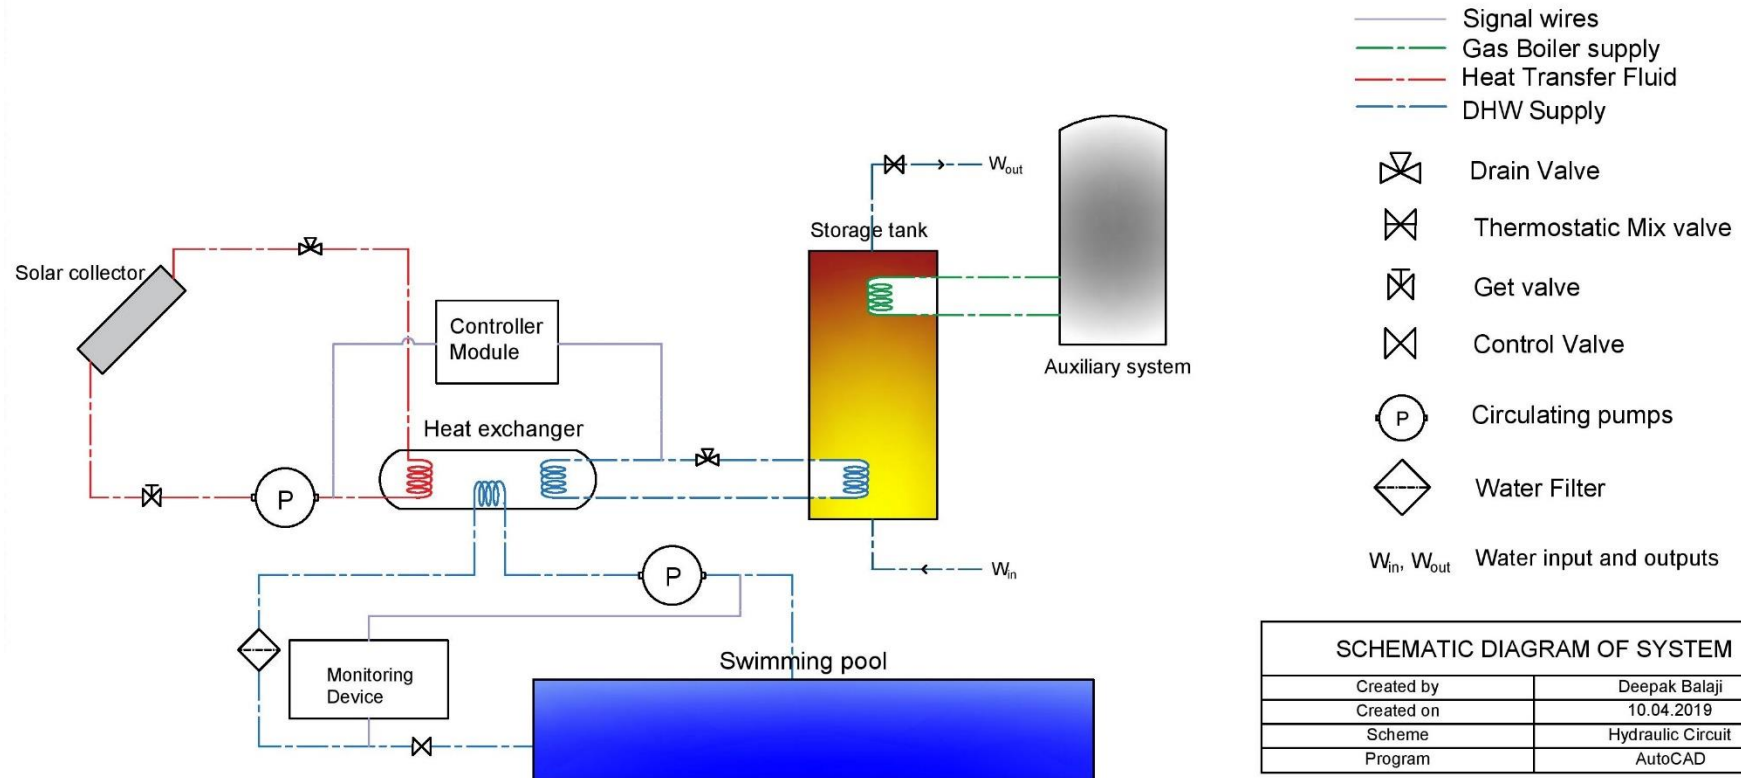 Signal wires
Gas Boiler supply
Heat Transfer Fluid
DHW Supply
Drain Valve
Thermostatic Mix valve
Get valve
Control Valve
P
Circulating pumps
Water Filter
Win, Wout
Water input and outputs
Wout
Storage tank
Solar collector
Controller
Module
Auxiliary system
Heat exchanger
P
Win
P
Monitoring
Device
Swimming pool
SCHEMATIC DIAGRAM OF SYSTEM
Created by
Deepak Balaji
Created on
10.04.2019
Scheme
Hydraulic Circuit
Program
AutoCAD